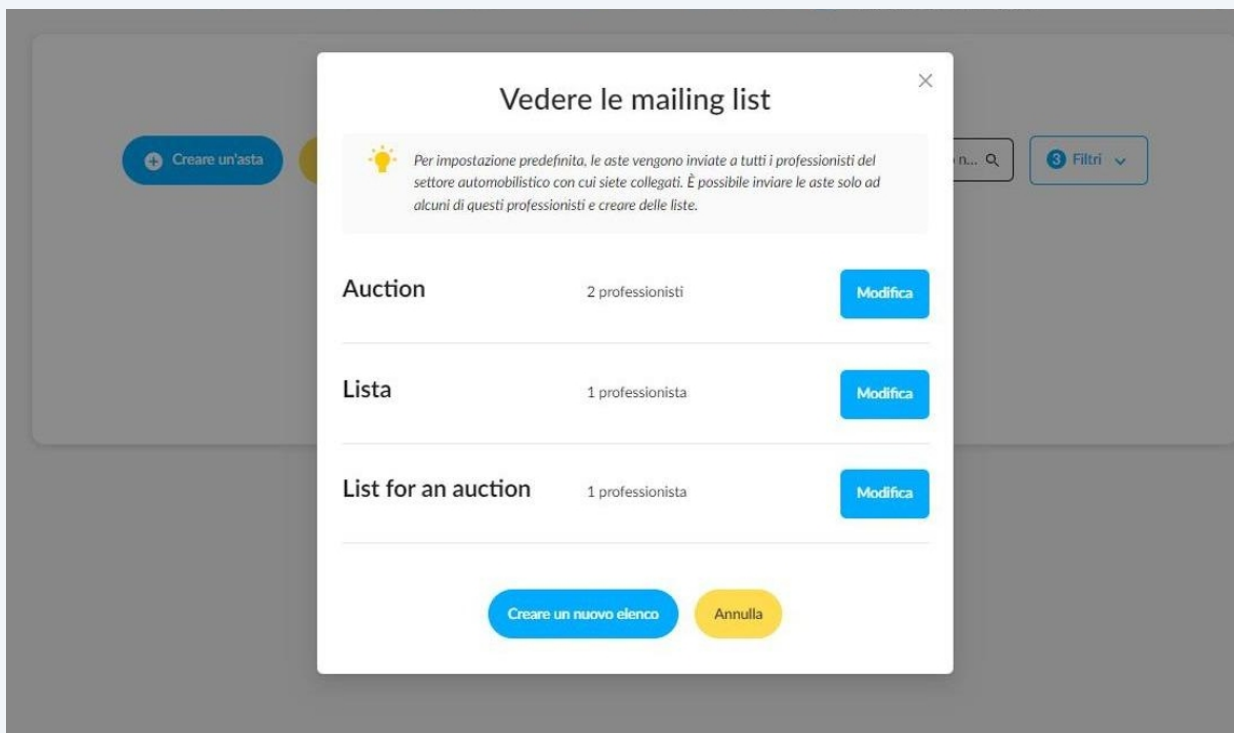 Vedere le mailing list
Creare un'asta
Per impostazione predefinita, le aste vengono inviate a tutti i professionisti del
settore automobilistico con cui siete collegati. È possibile inviare le aste solo ad
alcuni di questi professionisti e creare delle liste.
n...
3 Filtri
Auction 2 professionisti Modifica
Lista 1 professionista Modifica
List for an auction 1 professionista Modifica
Creare un nuovo elenco Annulla